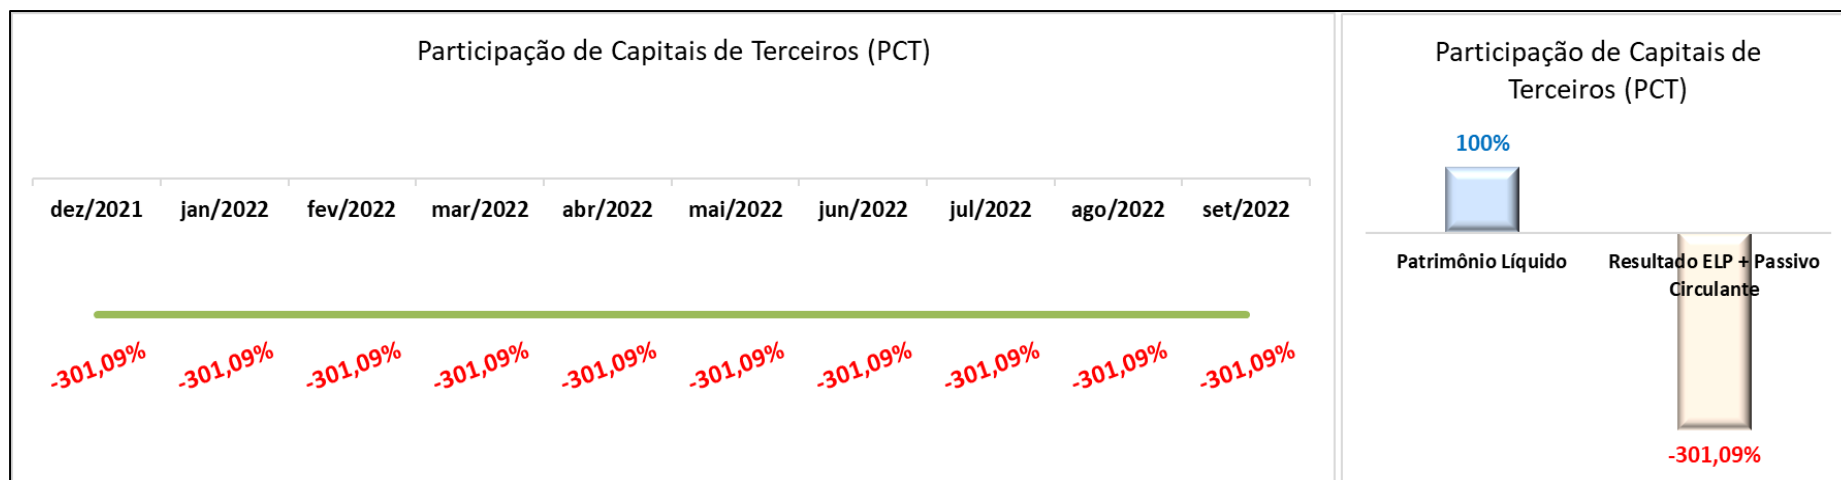 Participação de Capitais de Terceiros (PCT)
dez/2021 jan/2022 fev/2022 mar/2022 abr/2022 mai/2022 jun/2022 jul/2022 ago/2022 set/2022
-301,09% -301,09% -301,09% -301,09% -301,09% -301,09% -301,09% -301,09% -301,09% -301,09%
Participação de Capitais de
Terceiros (PCT)
100%
Patrimônio Líquido Resultado ELP + Passivo
Circulante
-301,09%